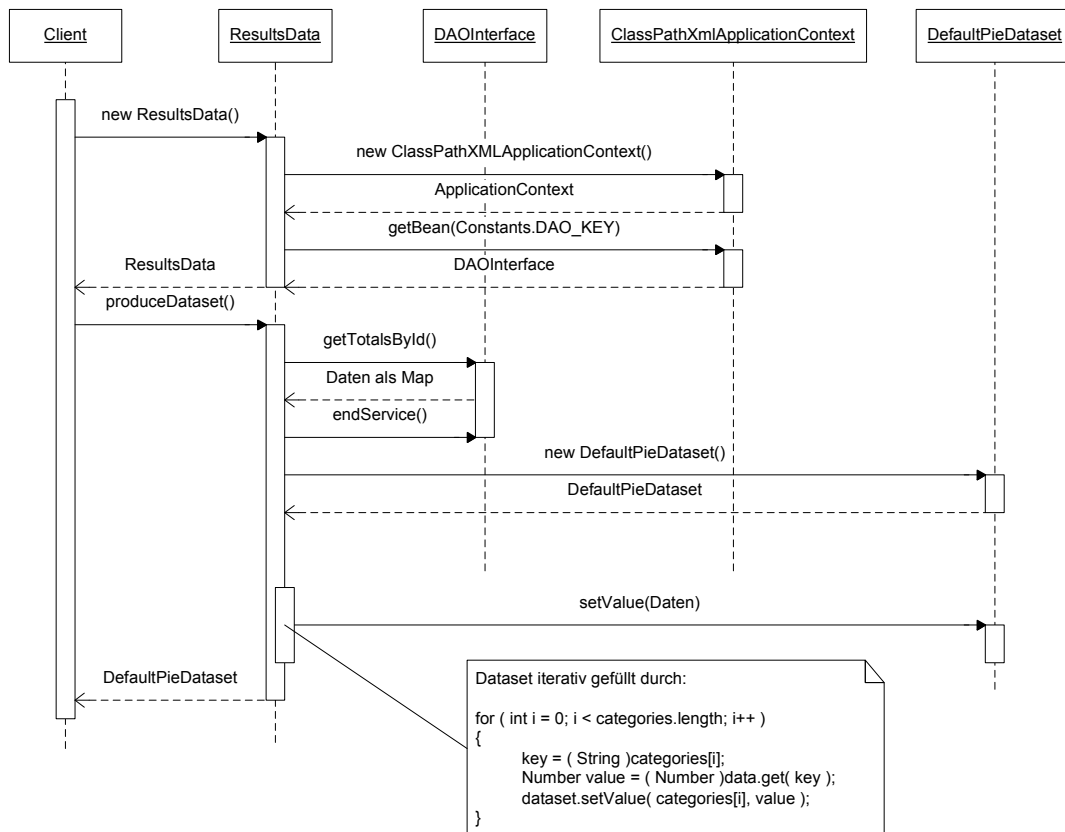 Client
ResultsData
DAOInterface
ClassPathXmlApplicationContext
DefaultPieDataset
new ResultsData()
new ClassPathXMLApplicationContext()
ApplicationContext
getBean(Constants.DAO_KEY)
ResultsData
DAOInterface
produceDataset()
getTotalsById()
Daten als Map
endService()
new DefaultPieDataset()
DefaultPieDataset
setValue(Daten)
DefaultPieDataset
Dataset iterativ gefüllt durch:
for ( int i = 0; i < categories.length; i++ )
{
key = ( String )categories[i];
Number value = ( Number )data.get( key );
dataset.setValue( categories[i], value );
}